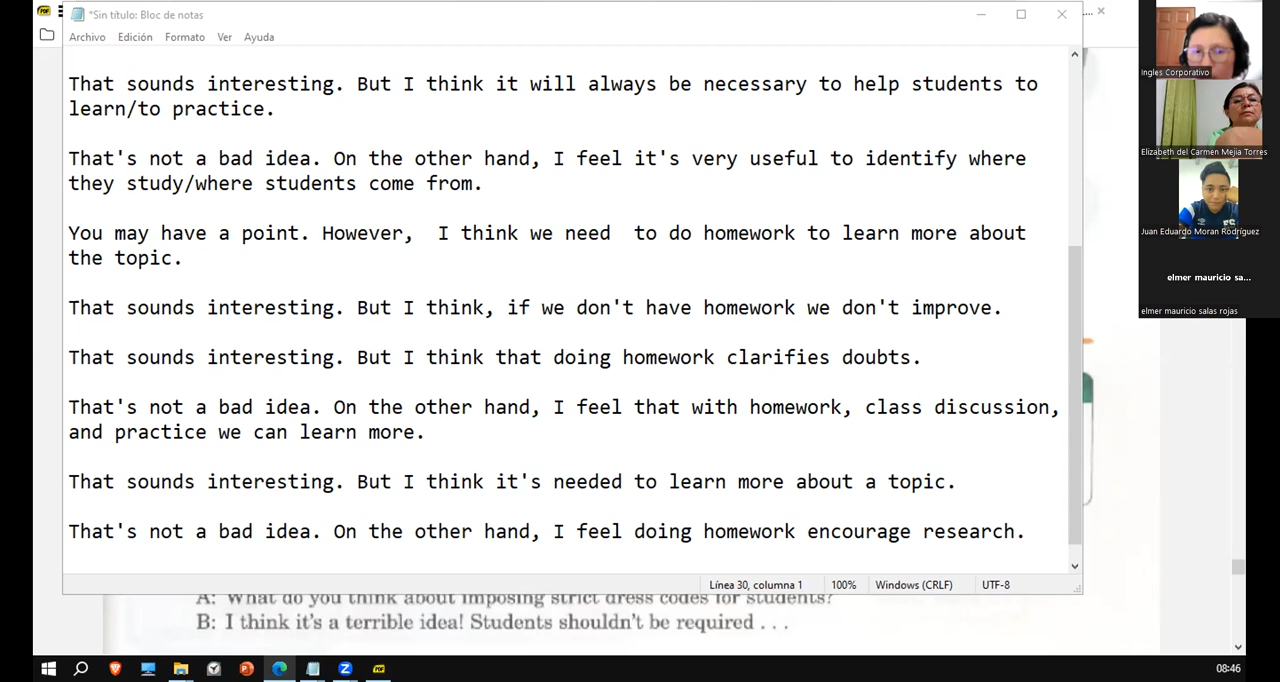 *Sin título: Bloc de notas
Archivo Edición Formato Ver Ayuda
That sounds interesting. But I think it will always be necessary to help students to
learn/to practice.
That's not a bad idea. On the other hand, I feel it's very useful to identify where
they study/where students come from.
You may have a point. However, I think we need to do homework to learn more about
the topic.
That sounds interesting. But I think, if we don't have homework we don't improve.
That sounds interesting. But I think that doing homework clarifies doubts.
That's not a bad idea. On the other hand, I feel that with homework, class discussion,
and practice we can learn more.
That sounds interesting. But I think it's needed to learn more about a topic.
That's not a bad idea. On the other hand, I feel doing homework encourage research.
Línea 30, columna 1 100% Windows (CRLF) UTF-8
A: What do you think about imposing strict dress codes for students?
B: I think it's a terrible idea! Students shouldn't be required . . .
Ingles Corporativo
Elizabeth del Carmen Mejia Torres
Juan Eduardo Moran Rodríguez
elmer mauricio sa...
elmer mauricio salas rojas
08:46